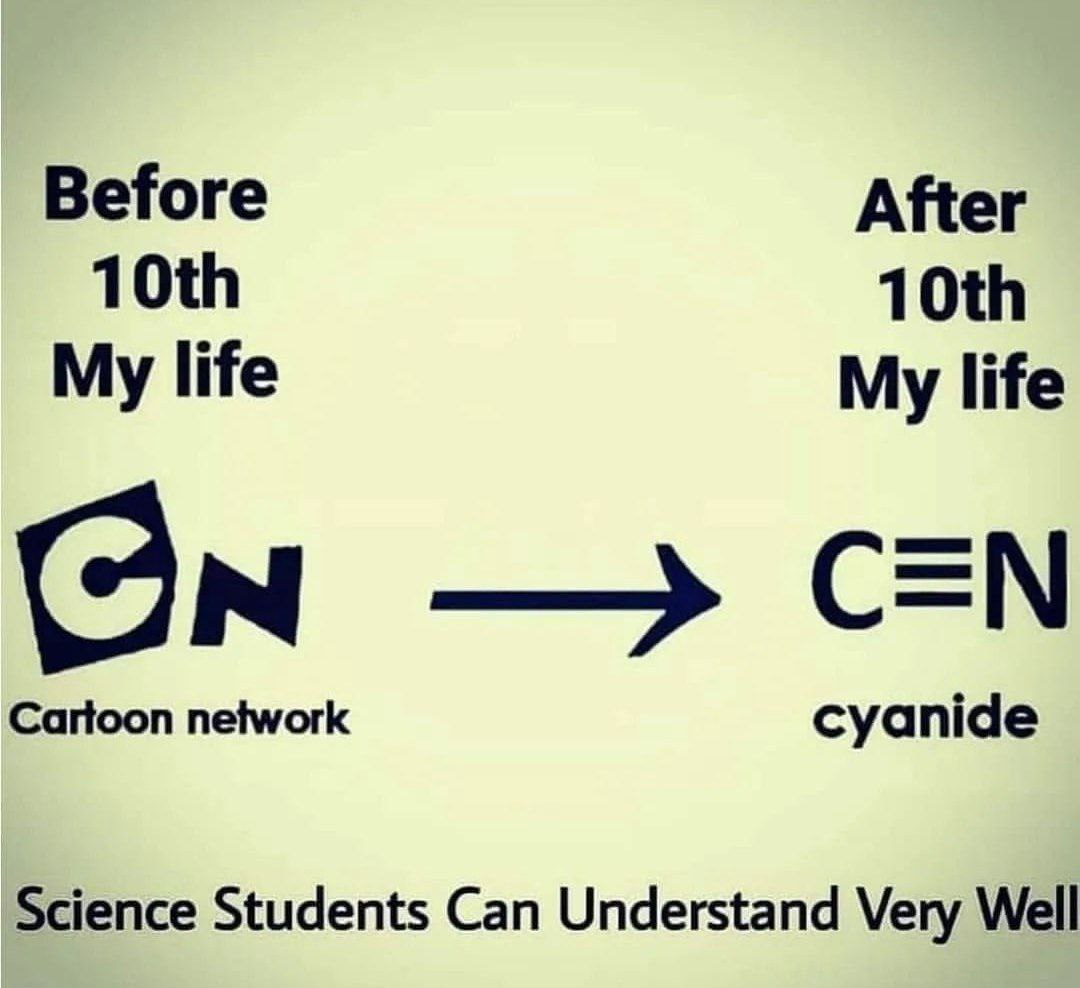 Before
10th
My life
After
10th
My life
CN
C≡N
Cartoon network
cyanide
Science Students Can Understand Very Well